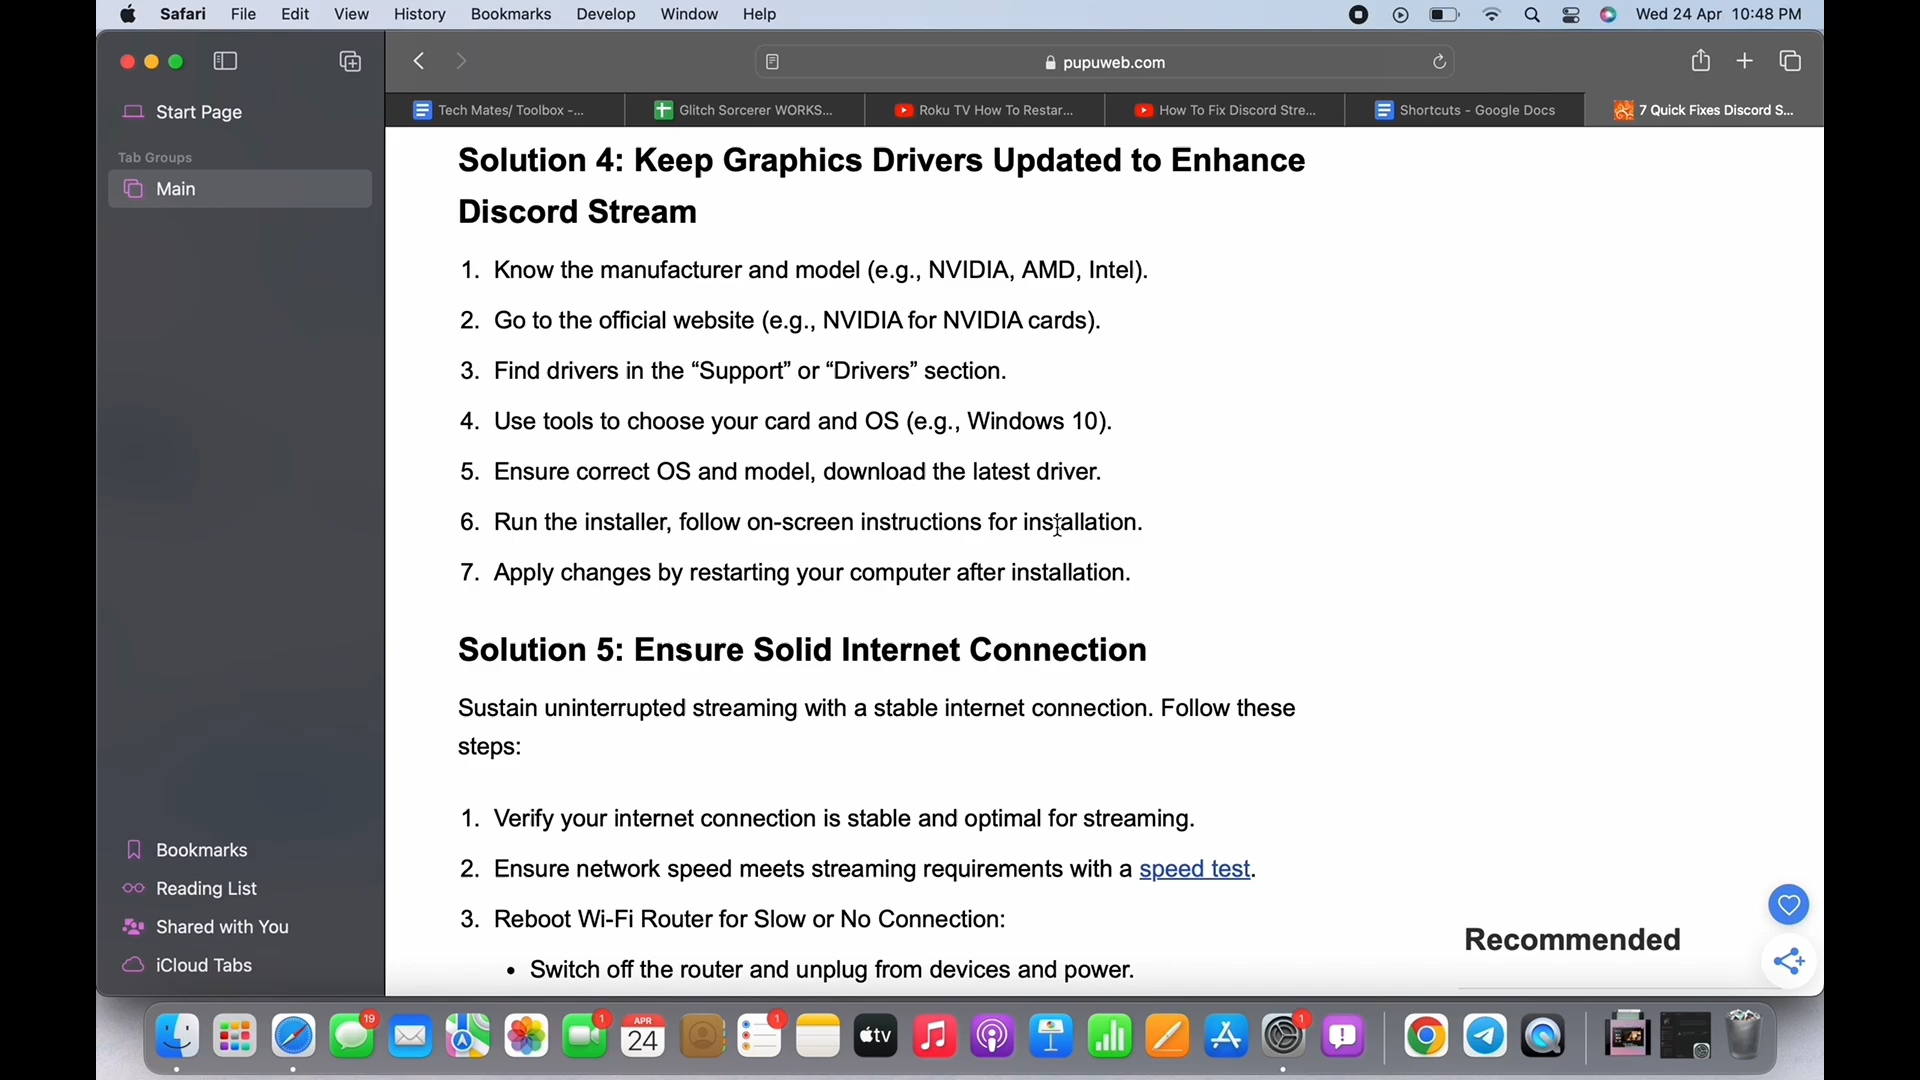 Safari File Edit View History Bookmarks Develop Window Help Wed 24 Apr 10:48 PM
pupuweb.com
Start Page
Tech Mates/ Toolbox -...
Glitch Sorcerer WORKS...
Roku TV How To Restar...
How To Fix Discord Stre...
Shortcuts - Google Docs
7 Quick Fixes Discord S...
Tab Groups
Main
Solution 4: Keep Graphics Drivers Updated to Enhance
Discord Stream
1. Know the manufacturer and model (e.g., NVIDIA, AMD, Intel).
2. Go to the official website (e.g., NVIDIA for NVIDIA cards).
3. Find drivers in the “Support” or “Drivers” section.
4. Use tools to choose your card and OS (e.g., Windows 10).
5. Ensure correct OS and model, download the latest driver.
6. Run the installer, follow on-screen instructions for installation.
7. Apply changes by restarting your computer after installation.
Solution 5: Ensure Solid Internet Connection
Sustain uninterrupted streaming with a stable internet connection. Follow these
steps:
1. Verify your internet connection is stable and optimal for streaming.
2. Ensure network speed meets streaming requirements with a speed test.
3. Reboot Wi-Fi Router for Slow or No Connection:
• Switch off the router and unplug from devices and power.
Recommended
Bookmarks
Reading List
Shared with You
iCloud Tabs
19
1
APR
24
1
tv
1